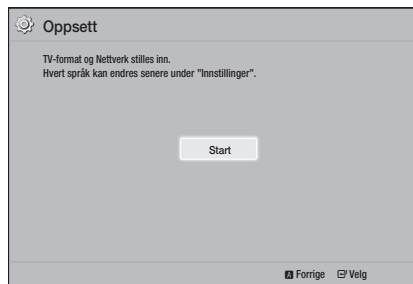 Oppsett
TV-format og Nettverk stilles inn.
Hvert språk kan endres senere under "Innstillinger".
Start
A Forrige Velg